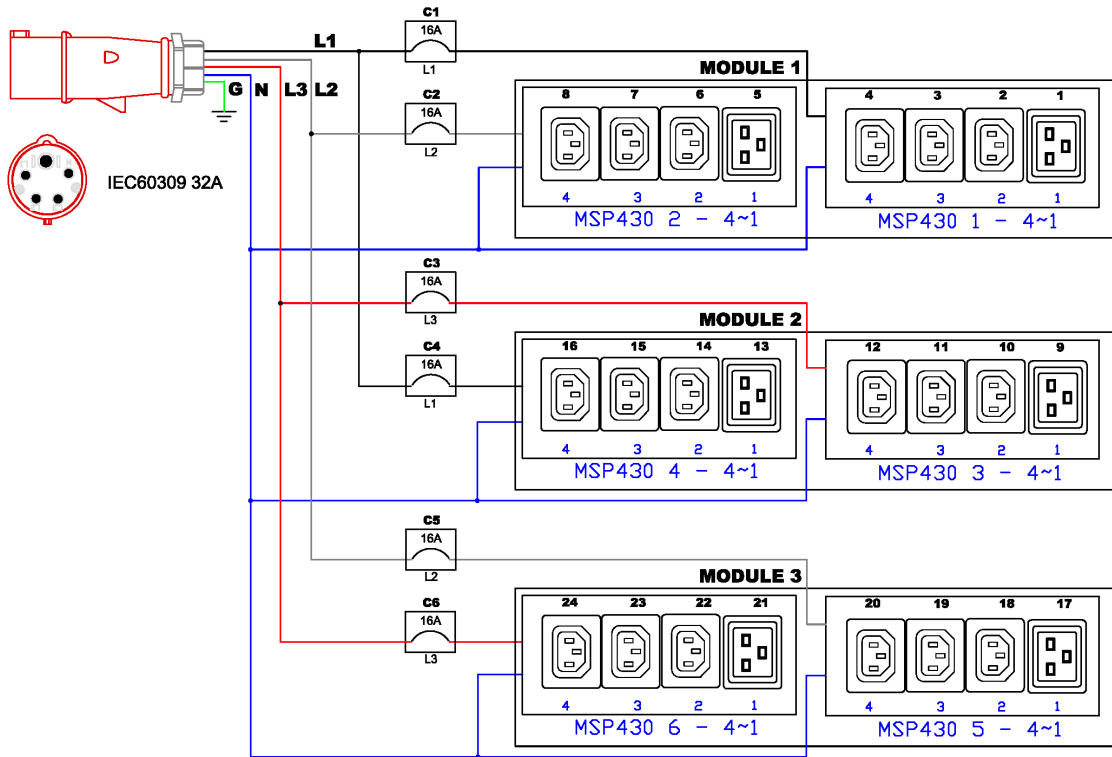 C1
16A
L1
L1
MODULE 1
C2
16A
L2
G N L3 L2
8 7 6 5
4 3 2 1
4 3 2 1
4 3 2 1
MSP430 2 - 4~1
MSP430 1 - 4~1
IEC60309 32A
C3
16A
L3
MODULE 2
C4
16A
L1
16 15 14 13
12 11 10 9
4 3 2 1
4 3 2 1
MSP430 4 - 4~1
MSP430 3 - 4~1
C5
16A
L2
MODULE 3
C6
16A
L3
24 23 22 21
20 19 18 17
4 3 2 1
4 3 2 1
MSP430 6 - 4~1
MSP430 5 - 4~1